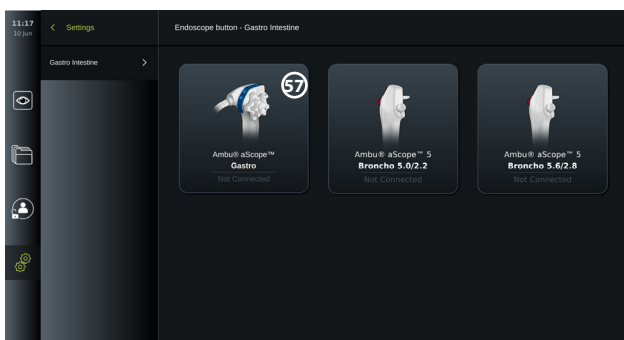 11:17
10 Jun
Settings
Endoscope button - Gastro Intestine
Gastro Intestine
57
Ambu® aScope™
Gastro
Not Connected
Ambu® aScope™ 5
Broncho 5.0/2.2
Not Connected
Ambu® aScope™ 5
Broncho 5.6/2.8
Not Connected